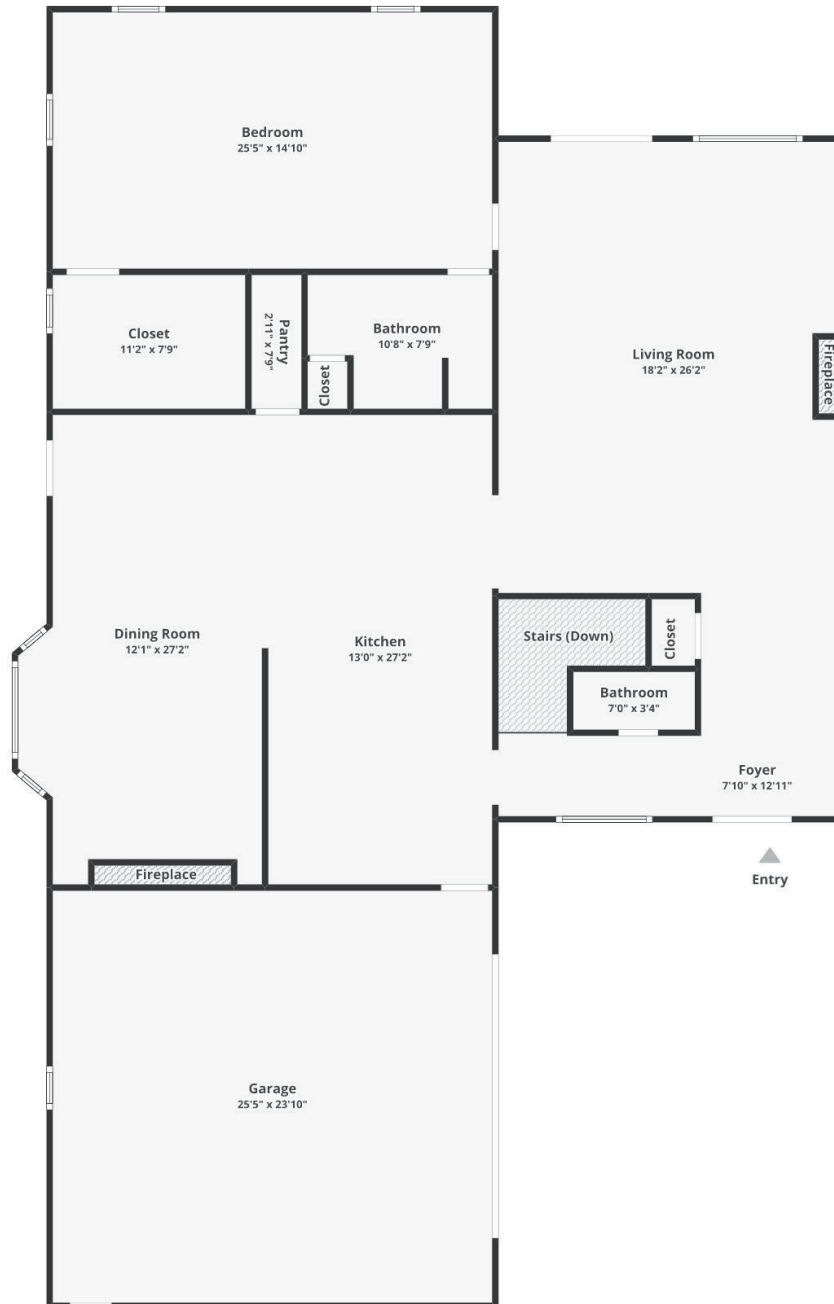 Bedroom
25'5" x 14'10"
Closet
11'2" x 7'9"
Pantry
2'11" x 7'9"
Bathroom
10'8" x 7'9"
Closet
Living Room
18'2" x 26'2"
Fireplace
Dining Room
12'1" x 27'2"
Kitchen
13'0" x 27'2"
Stairs (Down)
Closet
Bathroom
7'0" x 3'4"
Foyer
7'10" x 12'11"
Fireplace
Entry
Garage
25'5" x 23'10"